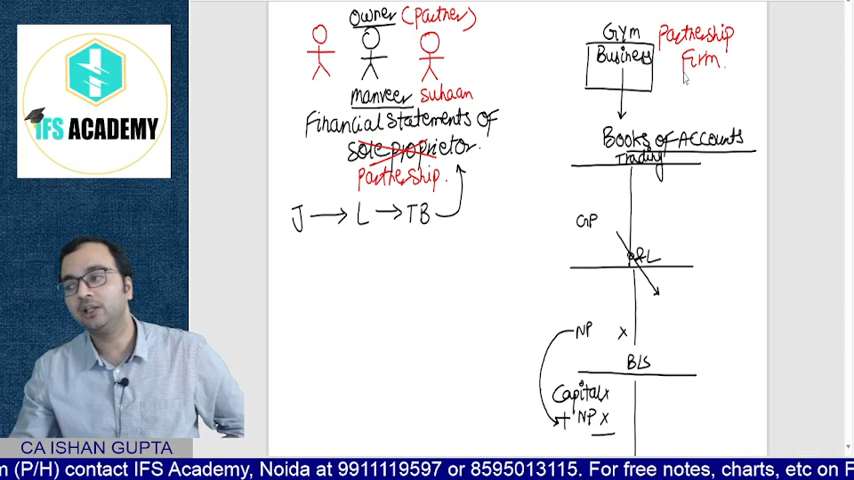 owner (partner)
manveer suhaan
Financial Statements of
sole proprietor.
partnership.
J → L → TB
Gym
Business
Partnership
Firm.
Books of Accounts
Trading
GP
P&L
NP x
B/S
Capital x
+ NP x
IFS ACADEMY
CA ISHAN GUPTA
m (P/H) contact IFS Academy, Noida at 9911119597 or 8595013115. For free notes, charts, etc on F